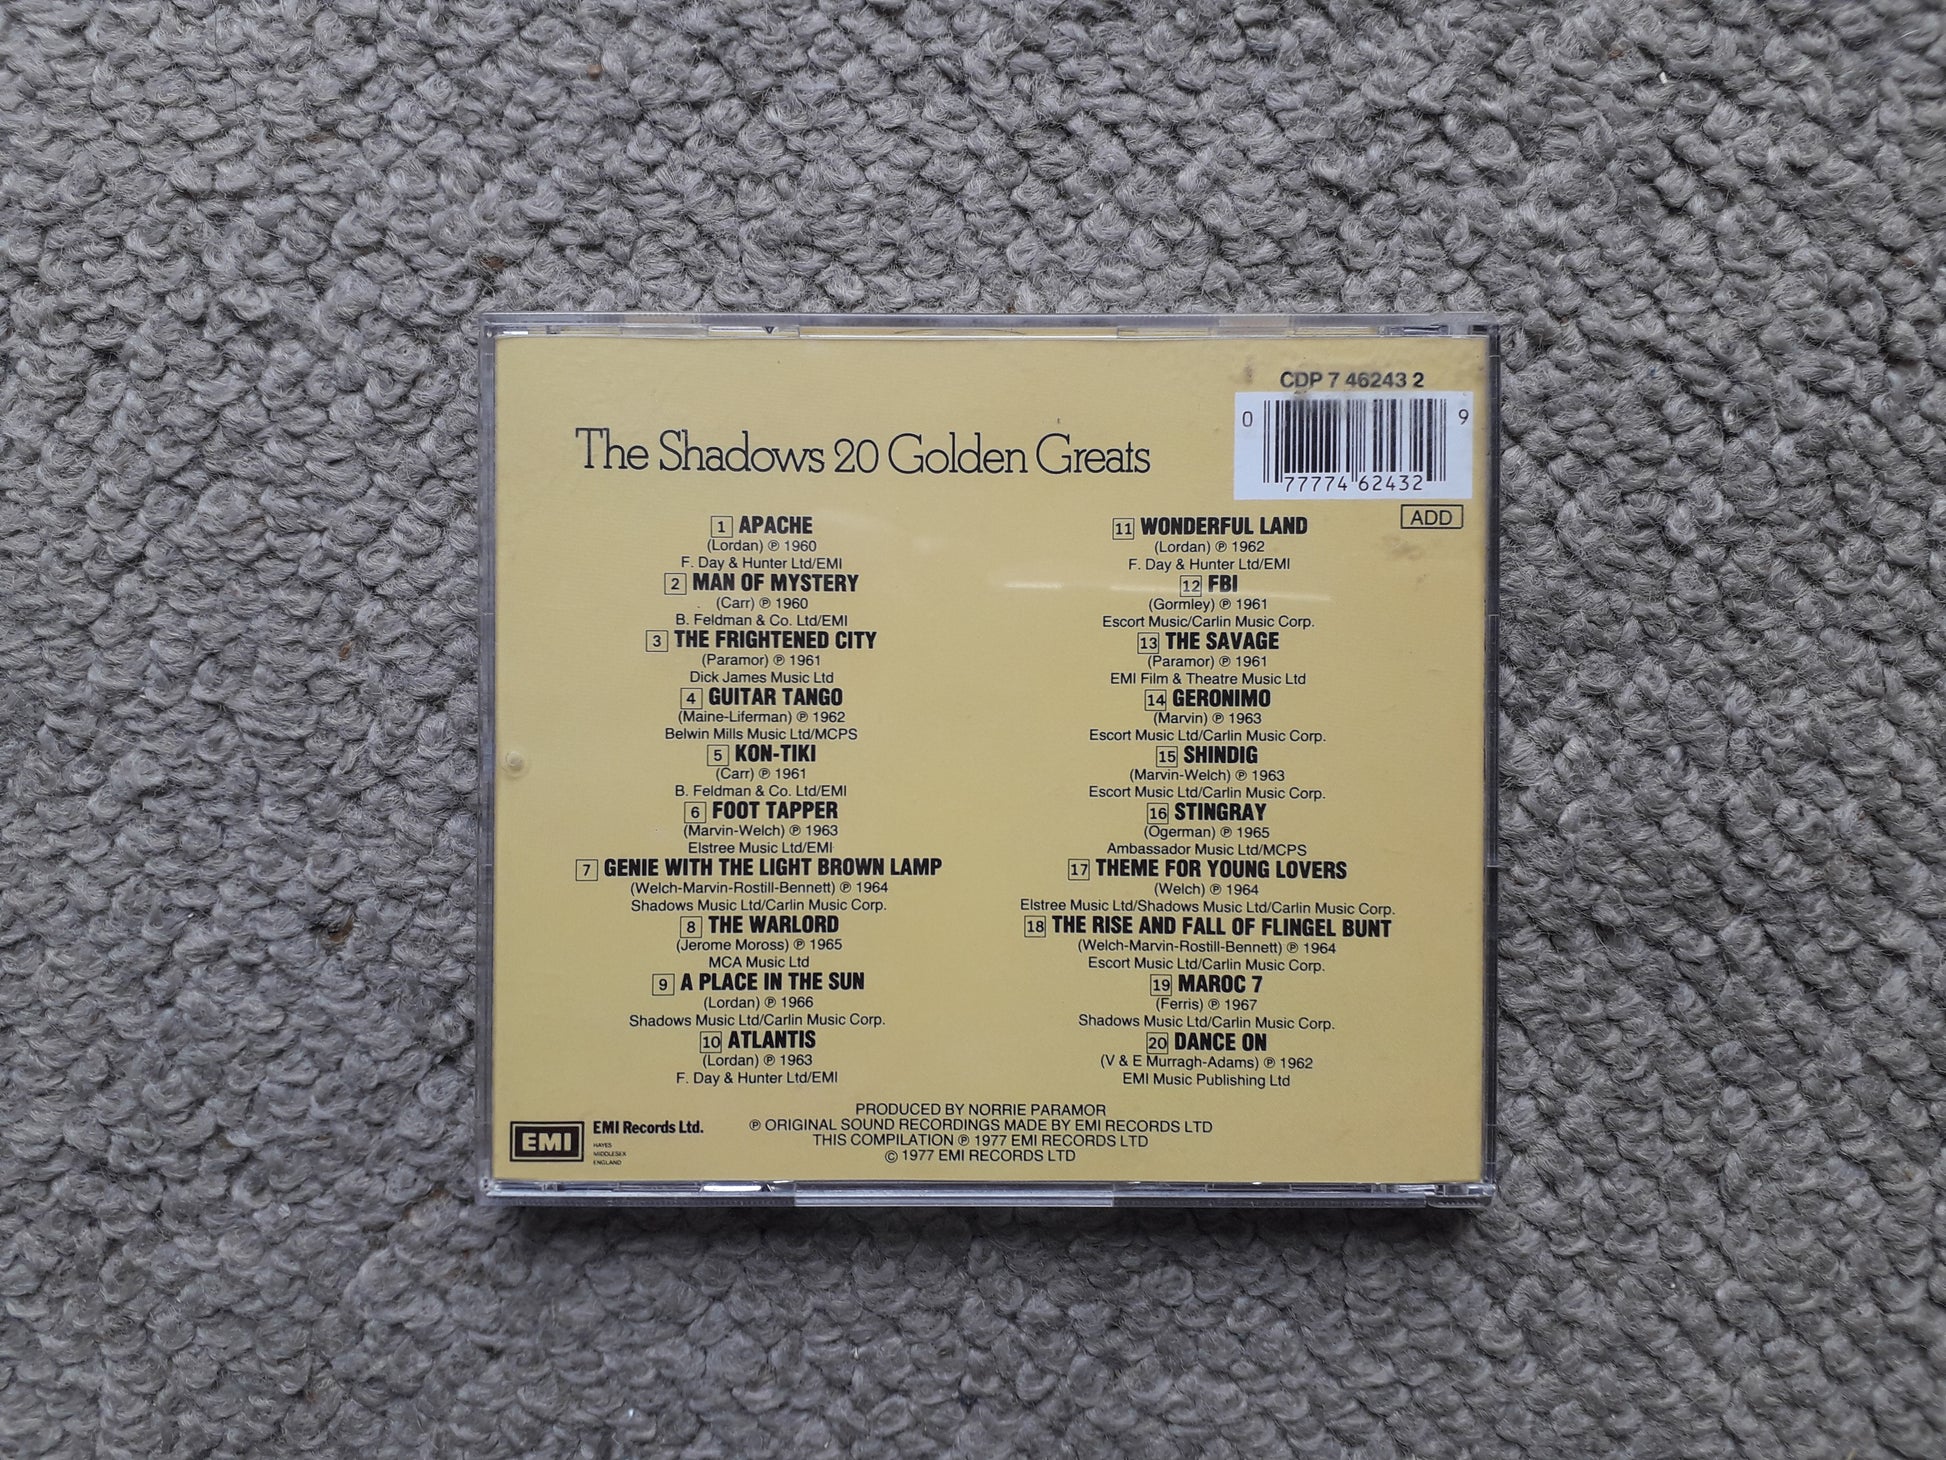 CDP 7 46243 2
0 77774 62432 9
The Shadows 20 Golden Greats
ADD
1 APACHE
(Lordan) ℗ 1960
F. Day & Hunter Ltd/EMI
2 MAN OF MYSTERY
(Carr) ℗ 1960
B. Feldman & Co. Ltd/EMI
3 THE FRIGHTENED CITY
(Paramor) ℗ 1961
Dick James Music Ltd
4 GUITAR TANGO
(Maine-Liferman) ℗ 1962
Belwin Mills Music Ltd/MCPS
5 KON-TIKI
(Carr) ℗ 1961
B. Feldman & Co. Ltd/EMI
6 FOOT TAPPER
(Marvin-Welch) ℗ 1963
Elstree Music Ltd/EMI
7 GENIE WITH THE LIGHT BROWN LAMP
(Welch-Marvin-Rostill-Bennett) ℗ 1964
Shadows Music Ltd/Carlin Music Corp.
8 THE WARLORD
(Jerome Moross) ℗ 1965
MCA Music Ltd
9 A PLACE IN THE SUN
(Lordan) ℗ 1966
Shadows Music Ltd/Carlin Music Corp.
10 ATLANTIS
(Lordan) ℗ 1963
F. Day & Hunter Ltd/EMI
11 WONDERFUL LAND
(Lordan) ℗ 1962
F. Day & Hunter Ltd/EMI
12 FBI
(Gormley) ℗ 1961
Escort Music/Carlin Music Corp.
13 THE SAVAGE
(Paramor) ℗ 1961
EMI Film & Theatre Music Ltd
14 GERONIMO
(Marvin) ℗ 1963
Escort Music Ltd/Carlin Music Corp.
15 SHINDIG
(Marvin-Welch) ℗ 1963
Escort Music Ltd/Carlin Music Corp.
16 STINGRAY
(Ogerman) ℗ 1965
Ambassador Music Ltd/MCPS
17 THEME FOR YOUNG LOVERS
(Welch) ℗ 1964
Elstree Music Ltd/Shadows Music Ltd/Carlin Music Corp.
18 THE RISE AND FALL OF FLINGEL BUNT
(Welch-Marvin-Rostill-Bennett) ℗ 1964
Escort Music Ltd/Carlin Music Corp.
19 MAROC 7
(Ferris) ℗ 1967
Shadows Music Ltd/Carlin Music Corp.
20 DANCE ON
(V & E Murragh-Adams) ℗ 1962
EMI Music Publishing Ltd
EMI
EMI Records Ltd.
HAYES
MIDDLESEX
ENGLAND
PRODUCED BY NORRIE PARAMOR
℗ ORIGINAL SOUND RECORDINGS MADE BY EMI RECORDS LTD
THIS COMPILATION ℗ 1977 EMI RECORDS LTD
© 1977 EMI RECORDS LTD